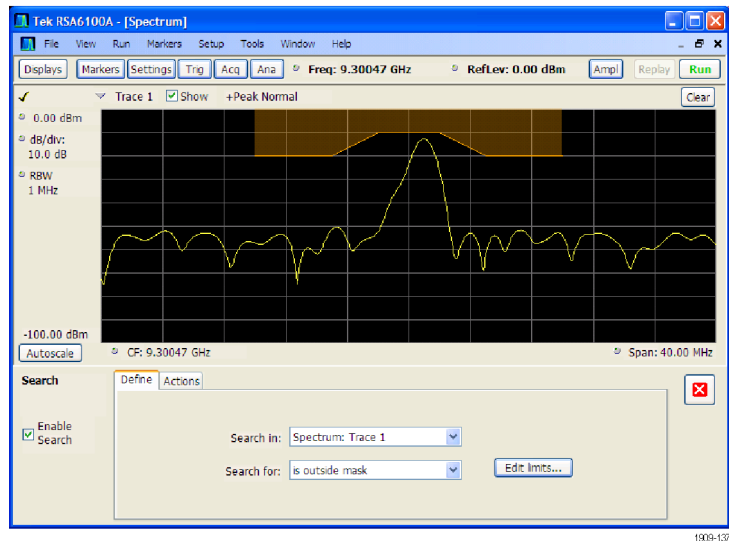 Tek RSA6100A - [Spectrum]
File View Run Markers Setup Tools Window Help
Displays Markers Settings Trig Acq Ana Freq: 9.30047 GHz RefLev: 0.00 dBm Ampl Replay Run
Trace 1 Show +Peak Normal Clear
0.00 dBm
dB/div:
10.0 dB
RBW
1 MHz
-100.00 dBm
Autoscale CF: 9.30047 GHz Span: 40.00 MHz
Search Define Actions
Enable
Search
Search in: Spectrum: Trace 1
Search for: is outside mask Edit limits...
1909-137